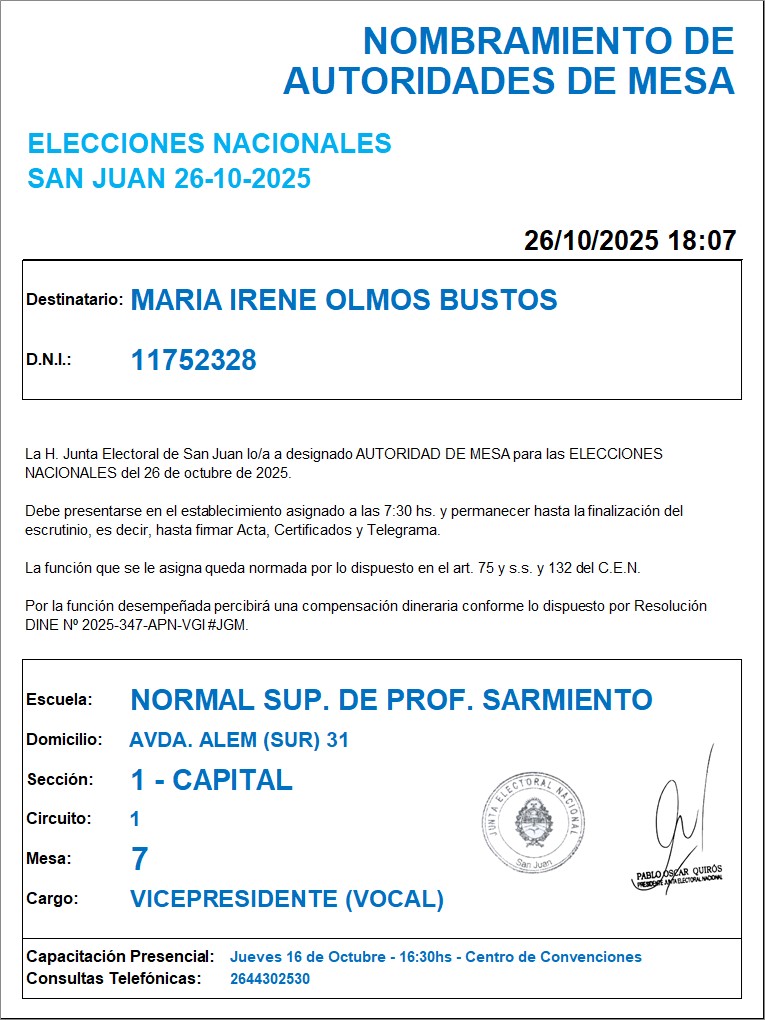 NOMBRAMIENTO DE
AUTORIDADES DE MESA
ELECCIONES NACIONALES
SAN JUAN 26-10-2025
26/10/2025 18:07
Destinatario: MARIA IRENE OLMOS BUSTOS
D.N.I.: 11752328
La H. Junta Electoral de San Juan lo/a a designado AUTORIDAD DE MESA para las ELECCIONES
NACIONALES del 26 de octubre de 2025.
Debe presentarse en el establecimiento asignado a las 7:30 hs. y permanecer hasta la finalización del
escrutinio, es decir, hasta firmar Acta, Certificados y Telegrama.
La función que se le asigna queda normada por lo dispuesto en el art. 75 y s.s. y 132 del C.E.N.
Por la función desempeñada percibirá una compensación dineraria conforme lo dispuesto por Resolución
DINE Nº 2025-347-APN-VGI#JGM.
Escuela: NORMAL SUP. DE PROF. SARMIENTO
Domicilio: AVDA. ALEM (SUR) 31
Sección: 1 - CAPITAL
Circuito: 1
Mesa: 7
Cargo: VICEPRESIDENTE (VOCAL)
JUNTA ELECTORAL NACIONAL
San Juan
PABLO OSCAR QUIRÓS
PRESIDENTE JUNTA ELECTORAL NACIONAL
Capacitación Presencial: Jueves 16 de Octubre - 16:30hs - Centro de Convenciones
Consultas Telefónicas: 2644302530